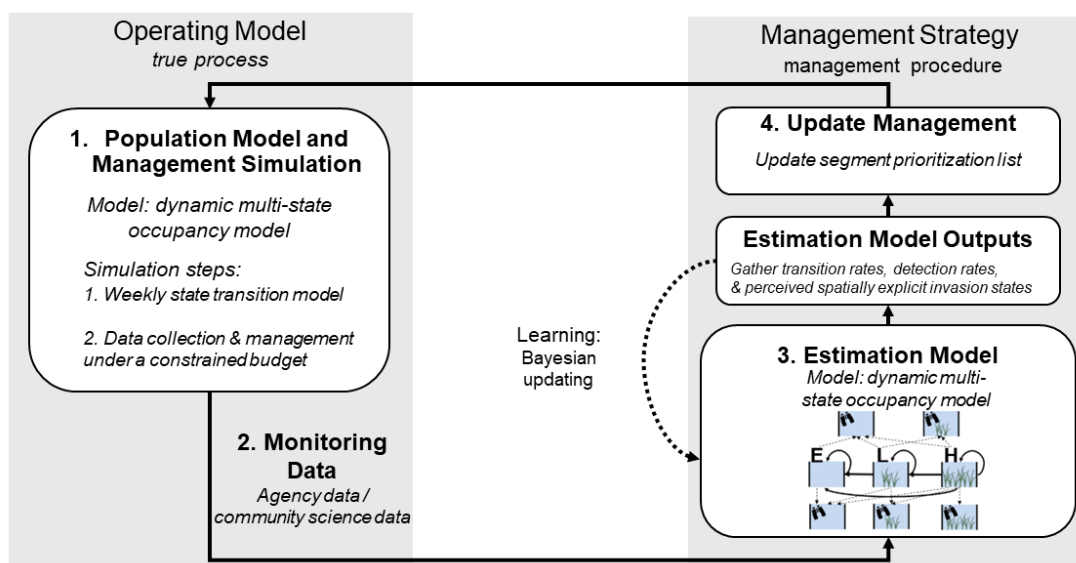 Operating Model
true process
1. Population Model and
Management Simulation
Model: dynamic multi-state
occupancy model
Simulation steps:
1. Weekly state transition model
2. Data collection & management
under a constrained budget
2. Monitoring
Data
Agency data /
community science data
Learning:
Bayesian
updating
Management Strategy
management procedure
4. Update Management
Update segment prioritization list
Estimation Model Outputs
Gather transition rates, detection rates,
& perceived spatially explicit invasion states
3. Estimation Model
Model: dynamic multi-
state occupancy model
E L H